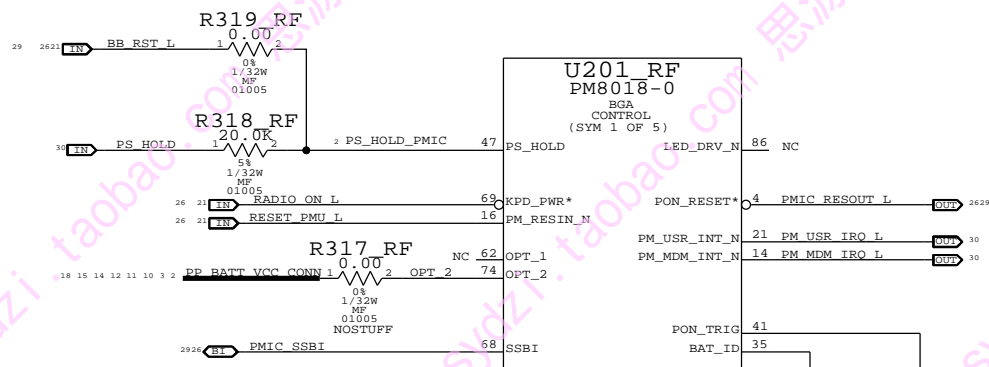 R319_RF
0.00
29 2621 IN BB_RST_L 1 2
0%
1/32W
MF
01005
U201_RF
PM8018-0
BGA
CONTROL
(SYM 1 OF 5)
R318_RF
20.0K
30 IN PS_HOLD 1 2
5%
1/32W
MF
01005
2 PS_HOLD_PMIC 47 PS_HOLD
LED_DRV_N 86 NC
26 21 IN RADIO_ON_L 69 KPD_PWR*
PON_RESET* 4 PMIC_RESOUT_L OUT 2629
26 21 IN RESET_PMU_L 16 PM_RESIN_N
PM_USR_INT_N 21 PM_USR_IRQ_L OUT 30
PM_MDM_INT_N 14 PM_MDM_IRQ_L OUT 30
R317_RF
0.00
NC 62 OPT_1
18 15 14 12 11 10 3 2 PP_BATT_VCC_CONN 1 2 OPT_2 74 OPT_2
0%
1/32W
MF
01005
NOSTUFF
PON_TRIG 41
2926 BI PMIC_SSBI 68 SSBI
BAT_ID 35
sydzi.taobao.com 思源